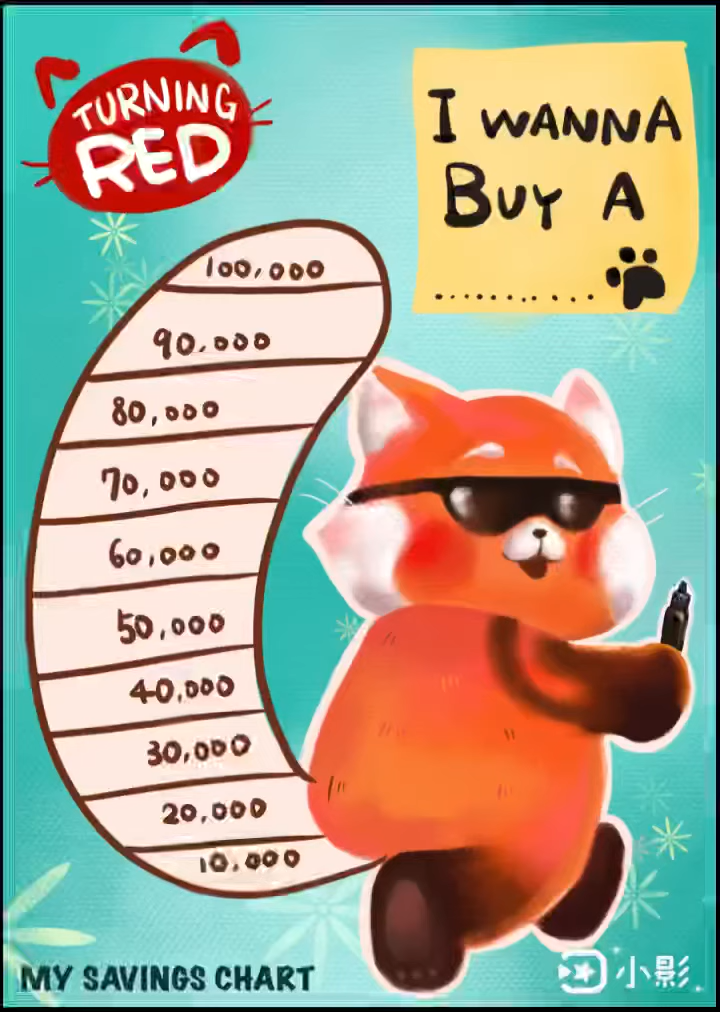 TURNING
RED
I WANNA
BUY A
............
100,000
90.000
80,000
70,000
60,000
50,000
40,000
30,000
20,000
10,000
MY SAVINGS CHART
小影